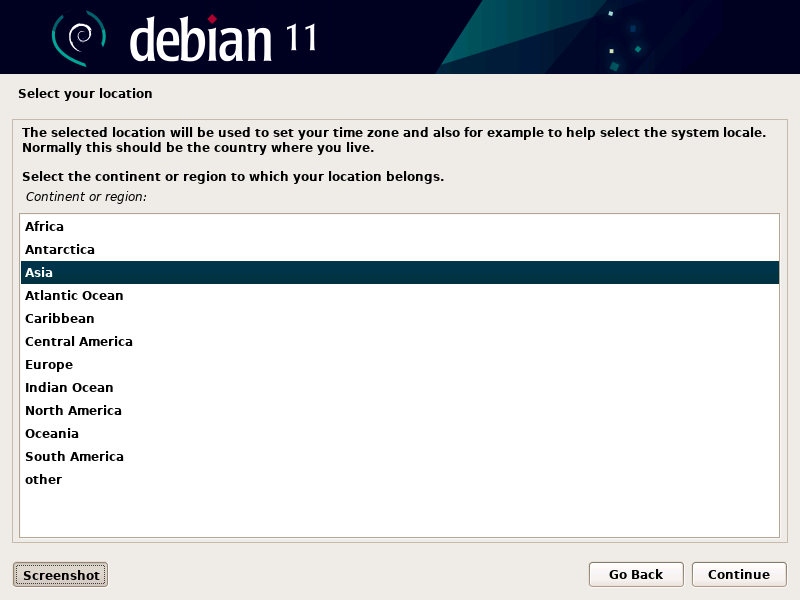 debian 11
Select your location
The selected location will be used to set your time zone and also for example to help select the system locale.
Normally this should be the country where you live.
Select the continent or region to which your location belongs.
Continent or region:
Africa
Antarctica
Asia
Atlantic Ocean
Caribbean
Central America
Europe
Indian Ocean
North America
Oceania
South America
other
Screenshot
Go Back
Continue